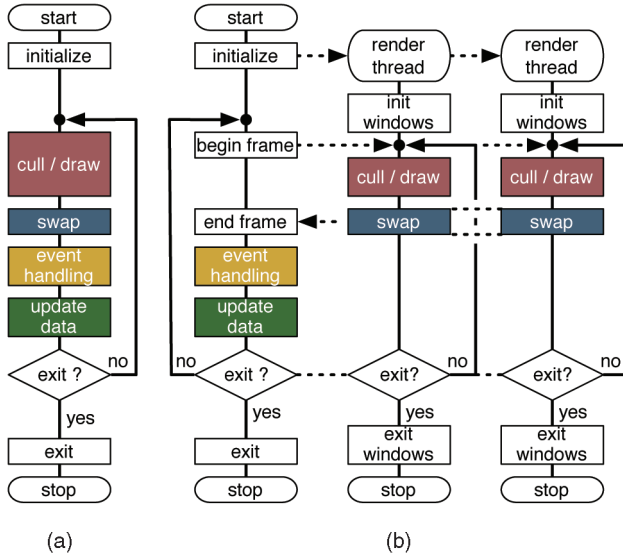 start
initialize
cull / draw
swap
event
handling
update
data
exit ?
no
yes
exit
stop
(a)
start
initialize
begin frame
end frame
event
handling
update
data
no
exit ?
yes
exit
stop
render
thread
init
windows
cull / draw
swap
exit?
no
yes
exit
windows
stop
render
thread
init
windows
cull / draw
swap
exit?
no
yes
exit
windows
stop
(b)